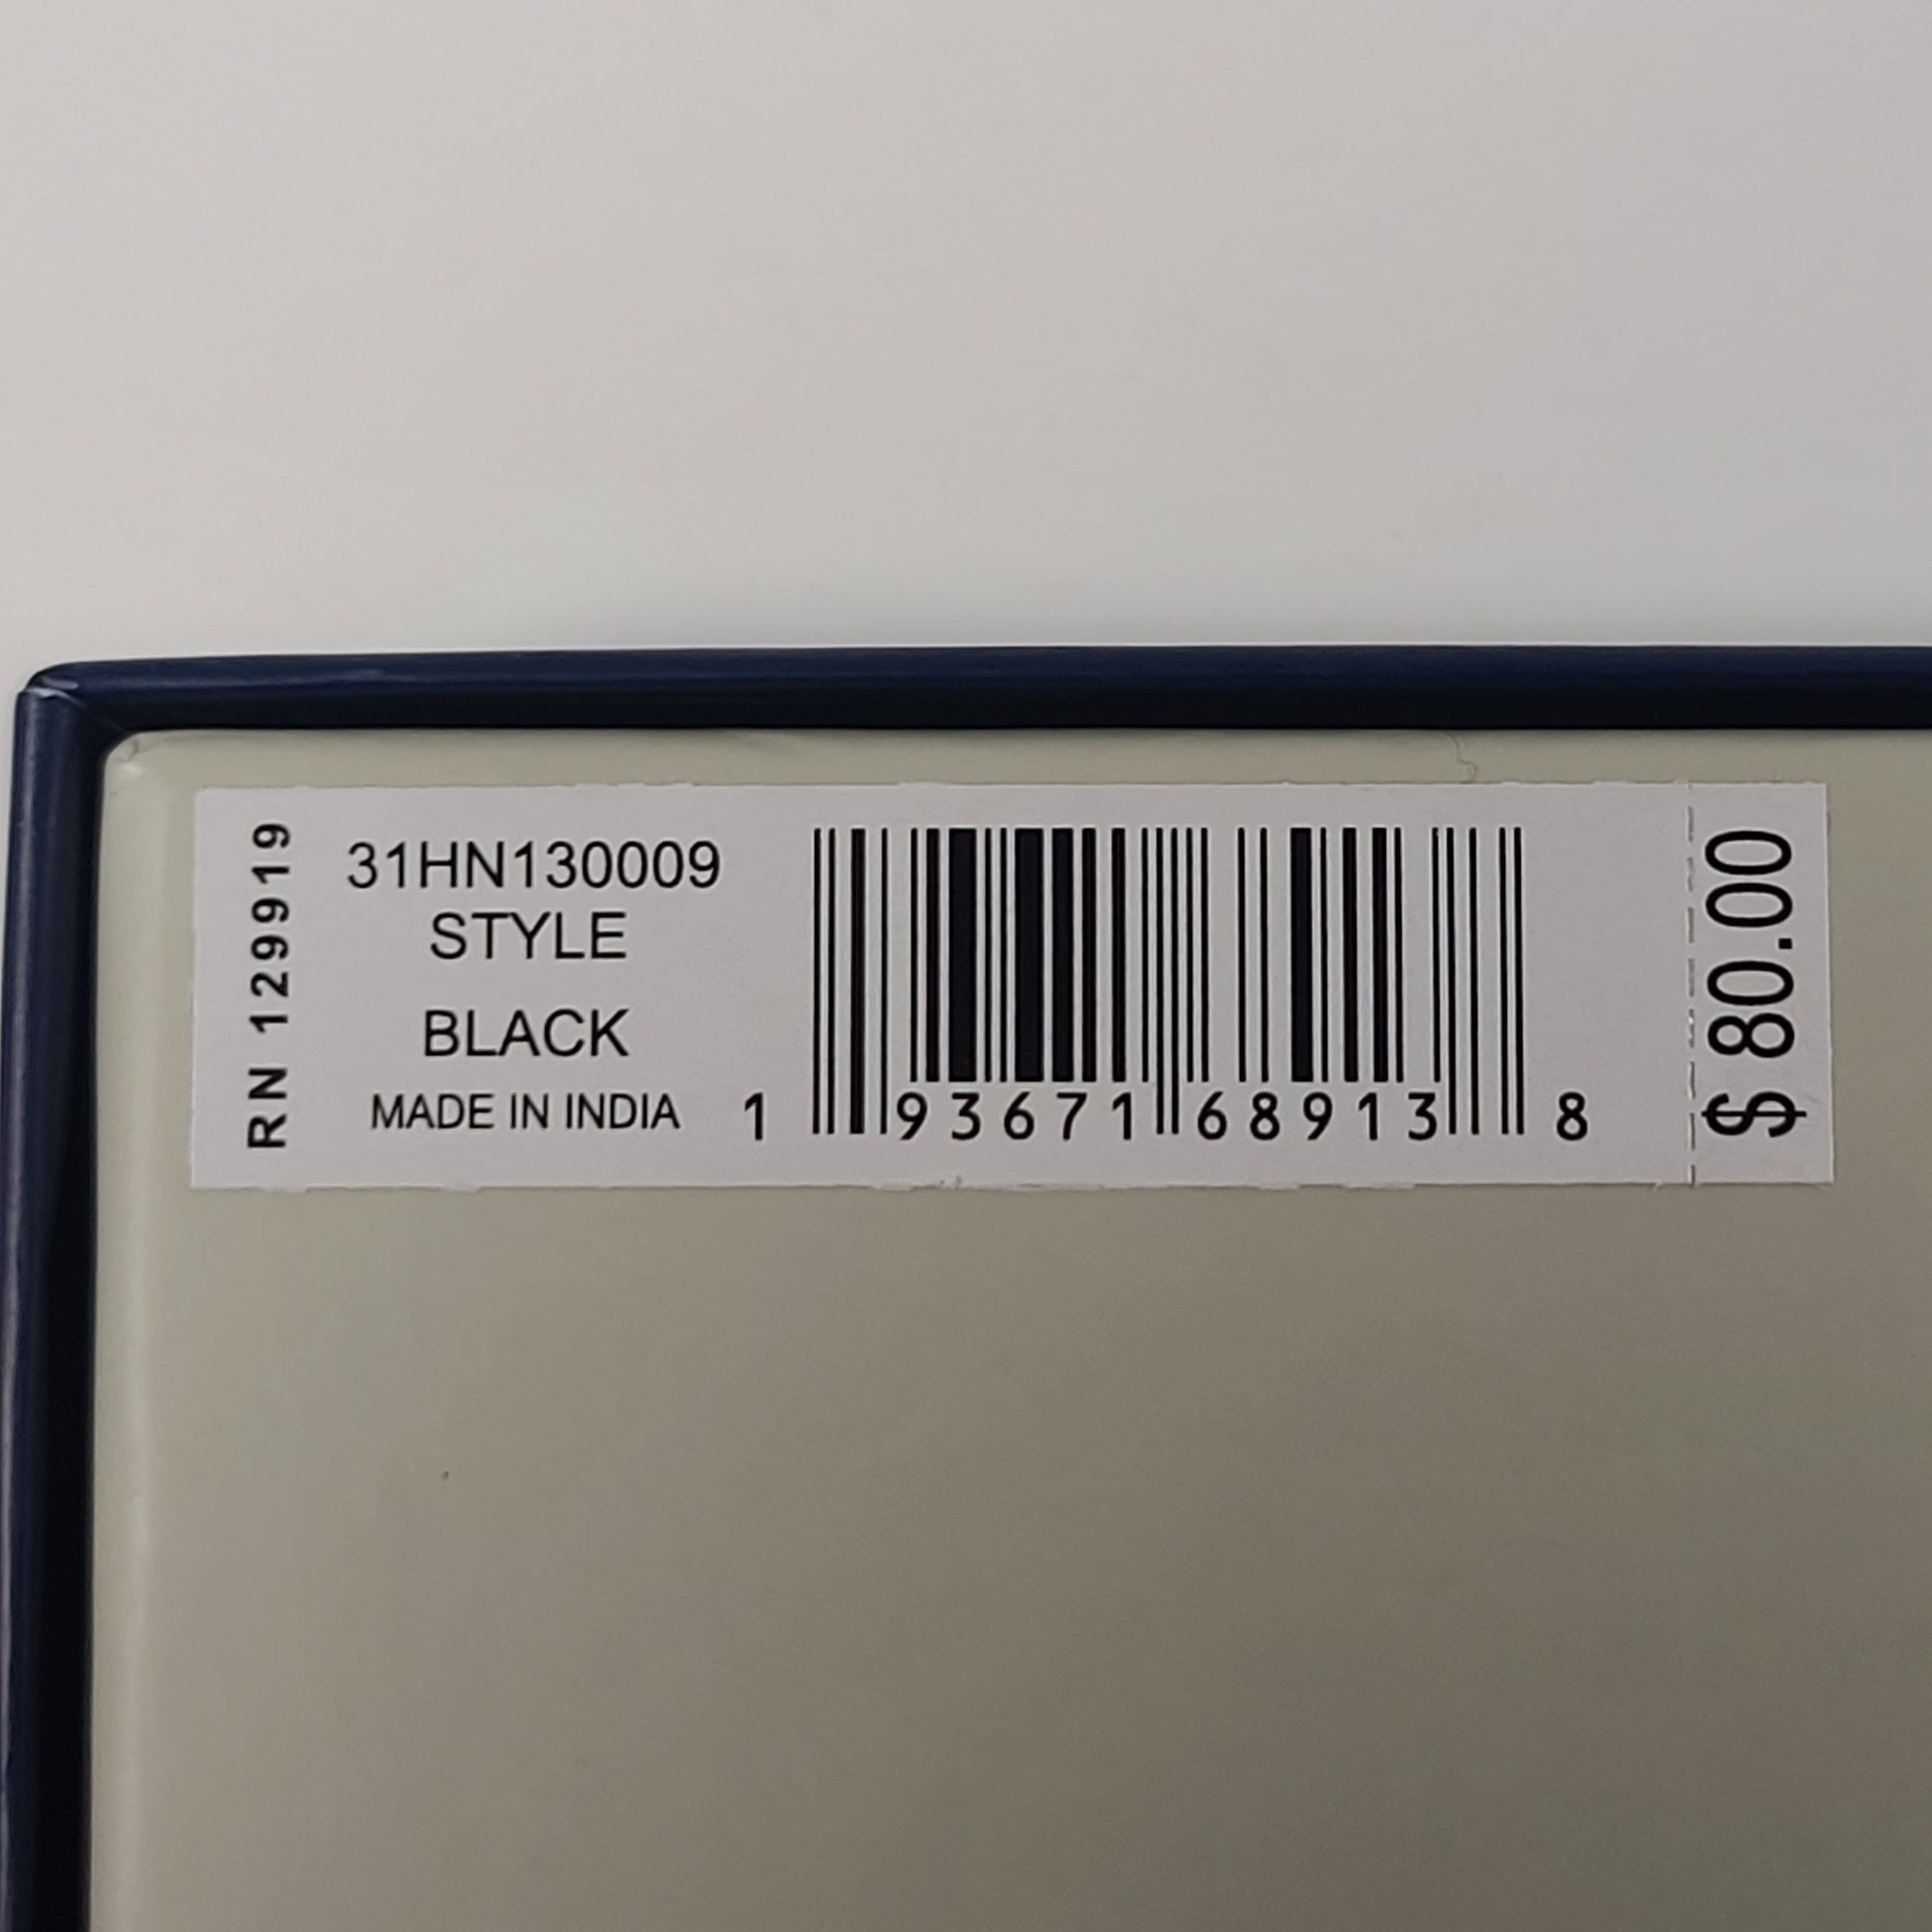 RN 129919
31HN130009
STYLE
BLACK
MADE IN INDIA
1 93671 68913 8
$ 80.00